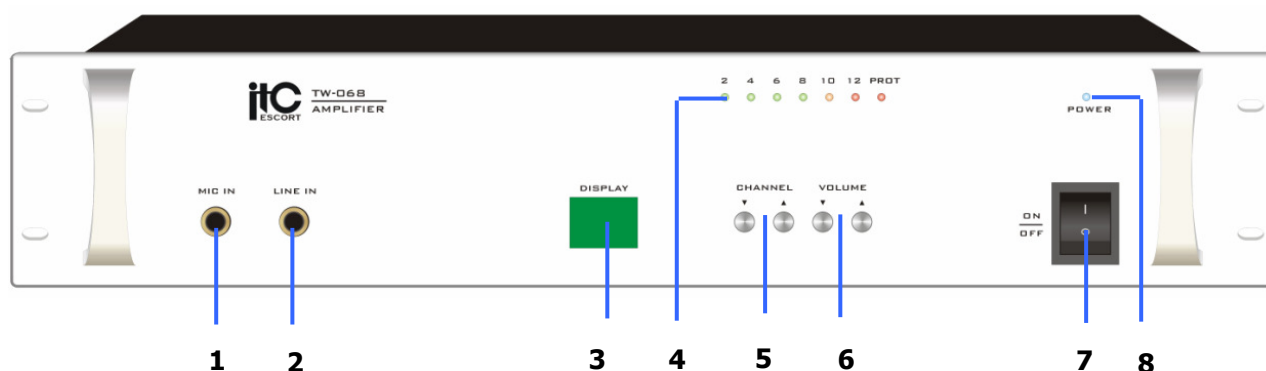 2 4 6 8 10 12 PROT
itC TW-068
ESCORT AMPLIFIER
POWER
MIC IN LINE IN DISPLAY CHANNEL VOLUME
▼ ▲ ▼ ▲
ON
OFF
1 2 3 4 5 6 7 8